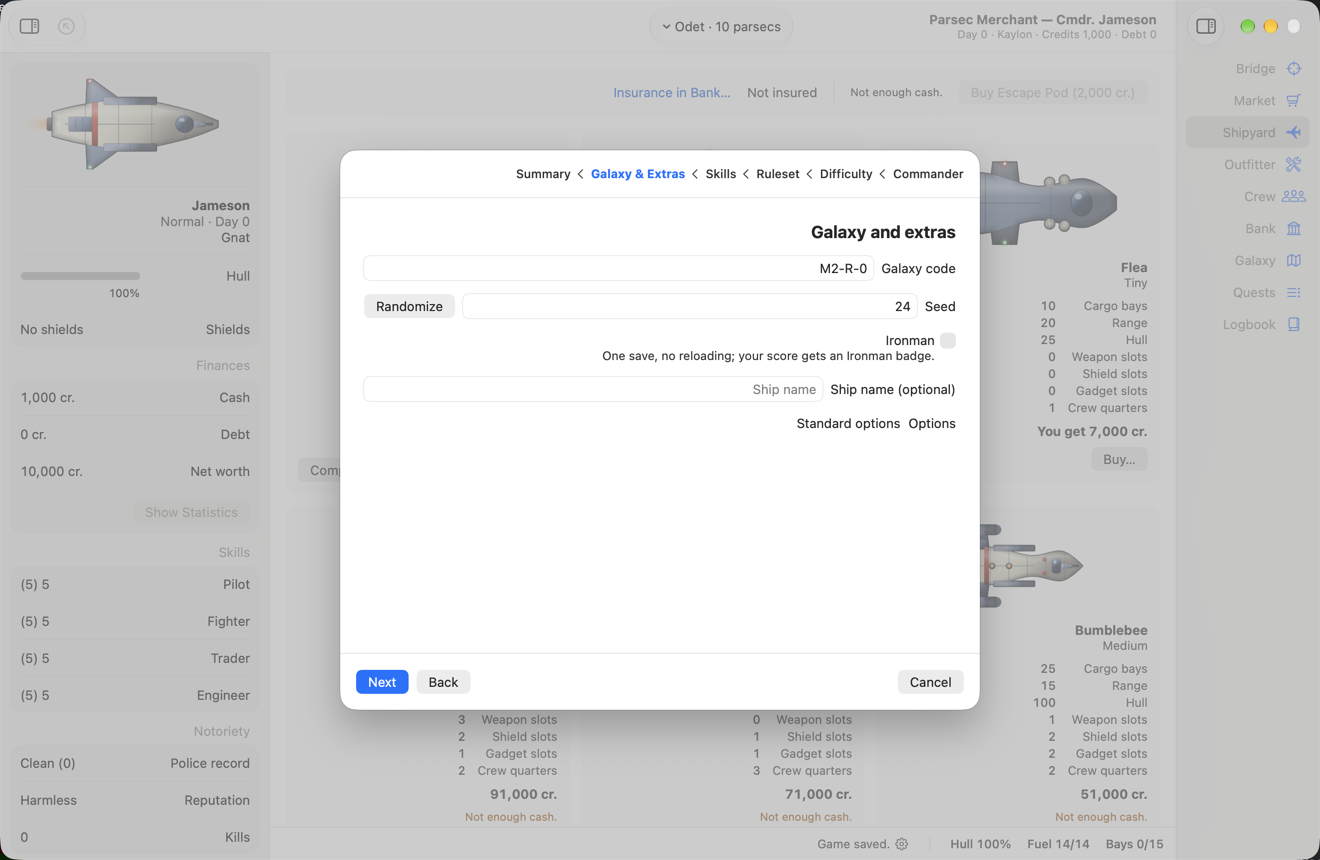 Odet · 10 parsecs
Parsec Merchant — Cmdr. Jameson
Day 0 · Kaylon · Credits 1,000 · Debt 0
Bridge
Market
Shipyard
Outfitter
Crew
Bank
Galaxy
Quests
Logbook
Jameson
Normal · Day 0
Gnat
Hull
100%
No shields Shields
Finances
1,000 cr. Cash
0 cr. Debt
10,000 cr. Net worth
Show Statistics
Skills
(5) 5 Pilot
(5) 5 Fighter
(5) 5 Trader
(5) 5 Engineer
Notoriety
Clean (0) Police record
Harmless Reputation
0 Kills
Insurance in Bank... Not insured Not enough cash. Buy Escape Pod (2,000 cr.)
Summary < Galaxy & Extras < Skills < Ruleset < Difficulty < Commander
Galaxy and extras
M2-R-0 Galaxy code
Randomize 24 Seed
Ironman
One save, no reloading; your score gets an Ironman badge.
Ship name Ship name (optional)
Standard options Options
Next Back Cancel
Flea
Tiny
10 Cargo bays
20 Range
25 Hull
0 Weapon slots
0 Shield slots
0 Gadget slots
1 Crew quarters
You get 7,000 cr.
Buy...
Bumblebee
Medium
25 Cargo bays
15 Range
100 Hull
1 Weapon slots
2 Shield slots
2 Gadget slots
2 Crew quarters
51,000 cr.
Not enough cash.
3 Weapon slots
2 Shield slots
1 Gadget slots
2 Crew quarters
91,000 cr.
Not enough cash.
0 Weapon slots
1 Shield slots
1 Gadget slots
3 Crew quarters
71,000 cr.
Not enough cash.
Game saved. Hull 100% Fuel 14/14 Bays 0/15